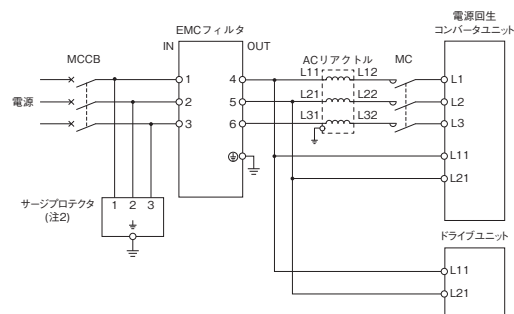 電源回生
コンバータユニット
EMCフィルタ
IN
OUT
MCCB
ACリアクトル
MC
L11
L12
1
4
L1
電源
2
5
L21
L22
L2
3
6
L31
L32
L3
L11
L21
サージプロテクタ
(注2)
1
2
3
ドライブユニット
L11
L21